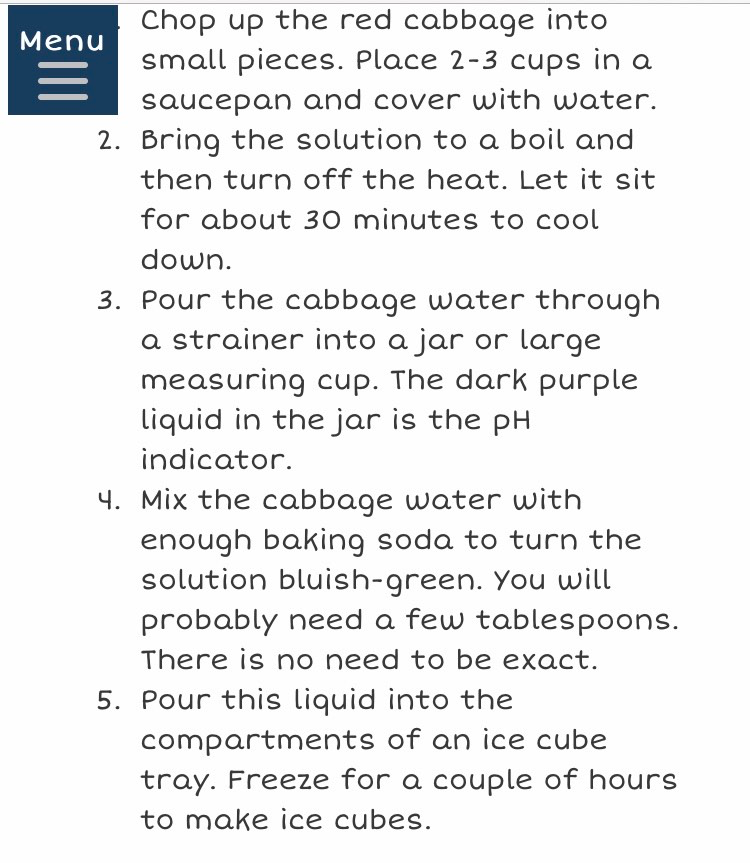 Menu
Chop up the red cabbage into
small pieces. Place 2-3 cups in a
saucepan and cover with water.
2. Bring the solution to a boil and
then turn off the heat. Let it sit
for about 30 minutes to cool
down.
3. Pour the cabbage water through
a strainer into a jar or large
measuring cup. The dark purple
liquid in the jar is the pH
indicator.
4. Mix the cabbage water with
enough baking soda to turn the
solution bluish-green. You will
probably need a few tablespoons.
There is no need to be exact.
5. Pour this liquid into the
compartments of an ice cube
tray. Freeze for a couple of hours
to make ice cubes.